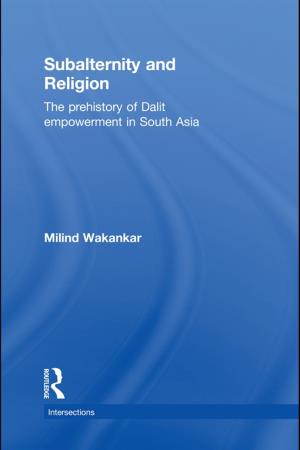 Subalternity and
Religion
The prehistory of Dalit
empowerment in South Asia
Milind Wakankar
ROUTLEDGE
Intersections